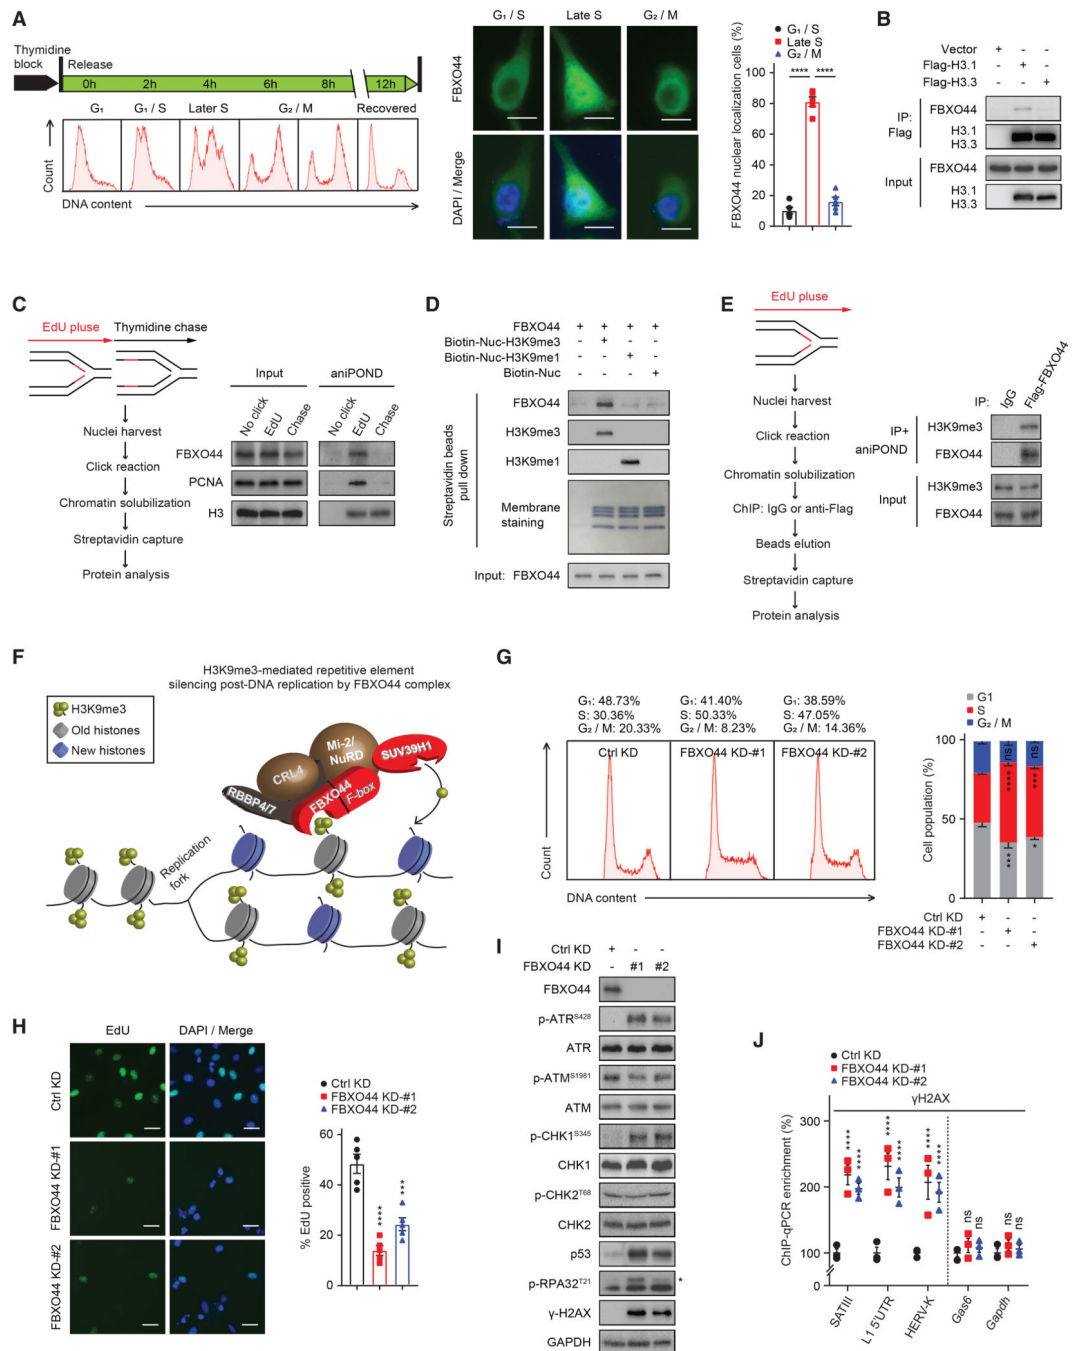 A
Thymidine
block
Release
0h 2h 4h 6h 8h 12h
G₁ G₁ / S Later S G₂ / M Recovered
Count
DNA content
G₁ / S Late S G₂ / M
FBXO44
DAPI / Merge
G₁ / S
Late S
G₂ / M
**** ****
FBXO44 nuclear localization cells (%)
100
80
60
40
20
0
B
Vector + - -
Flag-H3.1 - + -
Flag-H3.3 - - +
IP:
Flag
FBXO44
H3.1
H3.3
Input
FBXO44
H3.1
H3.3
C
EdU pluse Thymidine chase
Nuclei harvest
Click reaction
Chromatin solubilization
Streptavidin capture
Protein analysis
Input aniPOND
No click EdU Chase No click EdU Chase
FBXO44
PCNA
H3
D
FBXO44 + + + +
Biotin-Nuc-H3K9me3 - + - -
Biotin-Nuc-H3K9me1 - - + -
Biotin-Nuc - - - +
Streptavidin beads
pull down
FBXO44
H3K9me3
H3K9me1
Membrane
staining
Input: FBXO44
E
EdU pluse
Nuclei harvest
Click reaction
Chromatin solubilization
ChIP: IgG or anti-Flag
Beads elution
Streptavidin capture
Protein analysis
IP: IgG Flag-FBXO44
IP+
aniPOND
H3K9me3
FBXO44
Input
H3K9me3
FBXO44
F
H3K9me3-mediated repetitive element
silencing post-DNA replication by FBXO44 complex
H3K9me3
Old histones
New histones
Mi-2/
NuRD
SUV39H1
CRL4
RBBP4/7
FBXO44
F-box
Replication
fork
G
G₁: 48.73% G₁: 41.40% G₁: 38.59%
S: 30.36% S: 50.33% S: 47.05%
G₂ / M: 20.33% G₂ / M: 8.23% G₂ / M: 14.36%
Ctrl KD FBXO44 KD-#1 FBXO44 KD-#2
Count
DNA content
G1
S
G₂ / M
Cell population (%)
100
50
0
ns ns
**** ***
*** *
Ctrl KD + - -
FBXO44 KD-#1 - + -
FBXO44 KD-#2 - - +
H
EdU DAPI / Merge
Ctrl KD
FBXO44 KD-#1
FBXO44 KD-#2
Ctrl KD
FBXO44 KD-#1
FBXO44 KD-#2
% EdU positive
60
40
20
0
**** ***
I
Ctrl KD + - -
FBXO44 KD - #1 #2
FBXO44
p-ATR^S428
ATR
p-ATM^S1981
ATM
p-CHK1^S345
CHK1
p-CHK2^T68
CHK2
p53
p-RPA32^T21 *
γ-H2AX
GAPDH
J
Ctrl KD
FBXO44 KD-#1
FBXO44 KD-#2
γH2AX
ChIP-qPCR enrichment (%)
300
200
100
0
**** **** **** *** **** **** ns ns ns ns
SATIII L1 5'UTR HERV-K Gas6 Gapdh